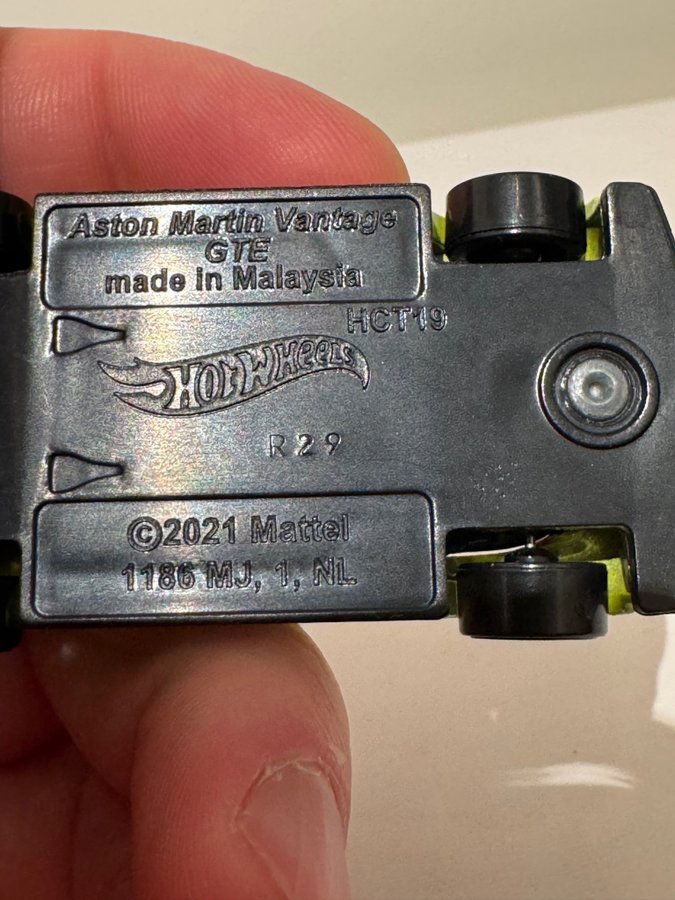 Aston Martin Vantage
GTE
made in Malaysia
HCT19
Hot Wheels
R29
©2021 Mattel
1186 MJ, 1, NL